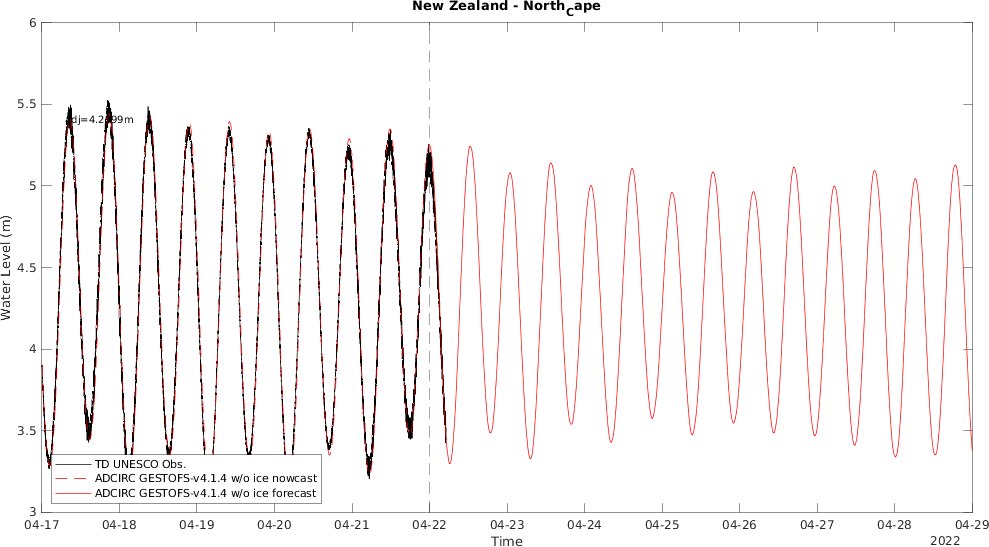 New Zealand - NorthCape
6
5.5
5
4.5
4
3.5
3
Water Level (m)
TD UNESCO Obs.
ADCIRC GESTOFS-v4.1.4 w/o ice nowcast
ADCIRC GESTOFS-v4.1.4 w/o ice forecast
04-17 04-18 04-19 04-20 04-21 04-22 04-23 04-24 04-25 04-26 04-27 04-28 04-29
Time
2022